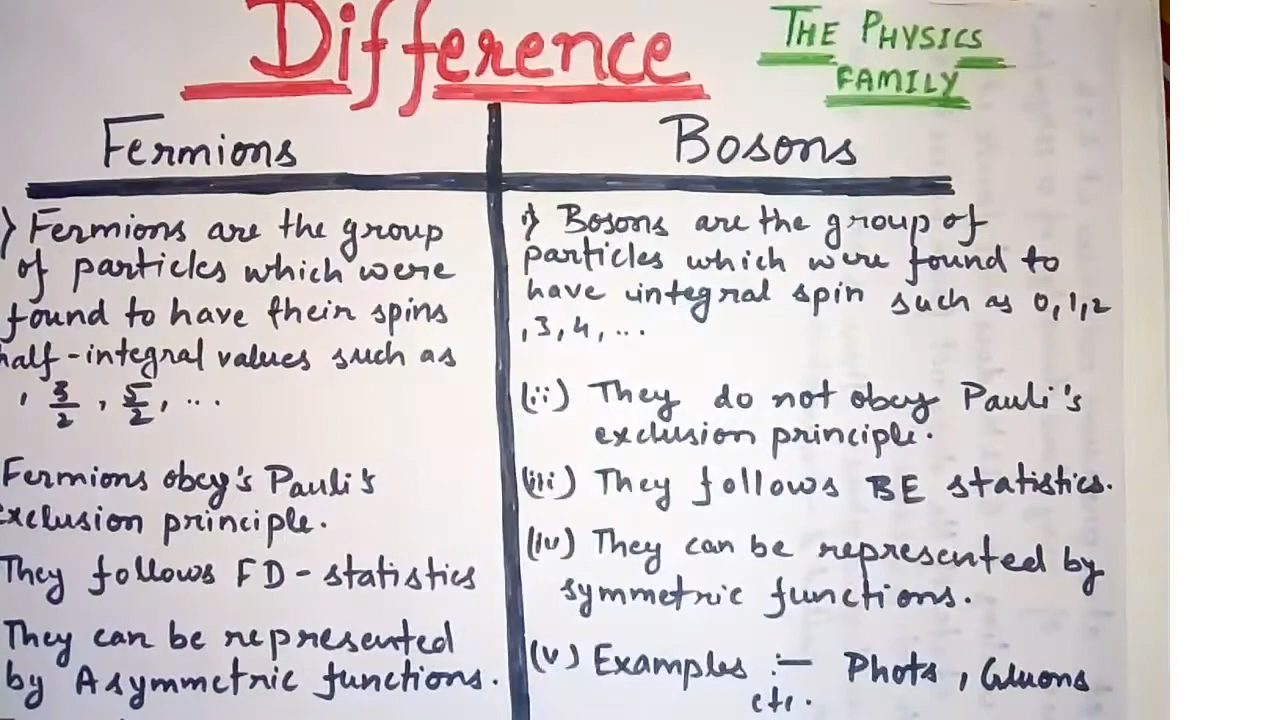 Difference
THE PHYSICS
FAMILY
Fermions
) Fermions are the group
of particles which were
found to have their spins
half-integral values such as
, 3/2, 5/2, ...
Fermions obey's Pauli's
exclusion principle.
They follows FD-statistics
They can be represented
by Asymmetric functions.
Bosons
i) Bosons are the group of
particles which were found to
have integral spin such as 0,1,2
,3,4,...
(ii) They do not obey Pauli's
exclusion principle.
(iii) They follows BE statistics.
(iv) They can be represented by
symmetric functions.
(v) Examples :- Phots, Gluons
etc.